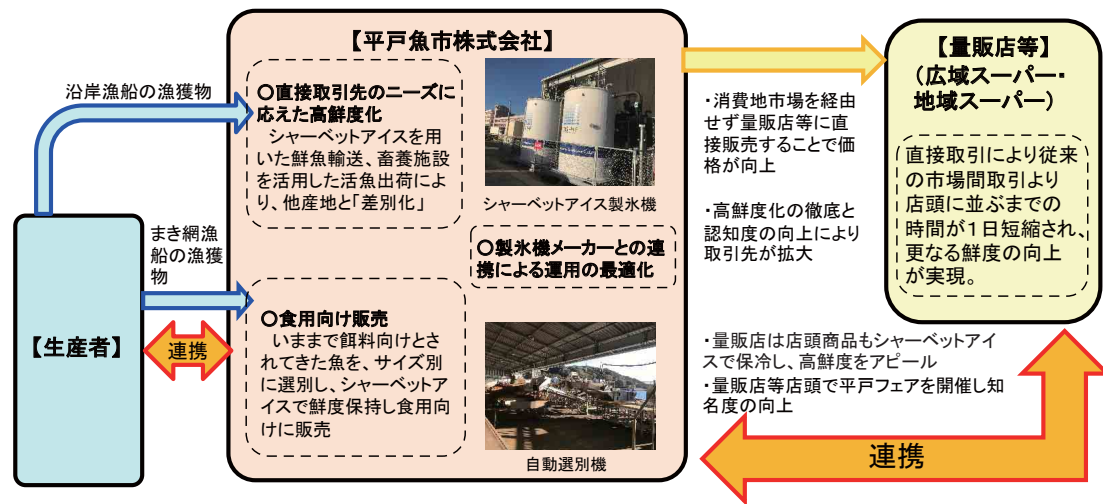 【生産者】
沿岸漁船の漁獲物
まき網漁
船の漁獲
物
連携
【平戸魚市株式会社】
○直接取引先のニーズに
応えた高鮮度化
シャーベットアイスを用
いた鮮魚輸送、畜養施設
を活用した活魚出荷によ
り、他産地と「差別化」
シャーベットアイス製氷機
○製氷機メーカーとの連
携による運用の最適化
○食用向け販売
いままで餌料向けとさ
れてきた魚を、サイズ別
に選別し、シャーベットア
イスで鮮度保持し食用向
けに販売
自動選別機
・消費地市場を経由
せず量販店等に直
接販売することで価
格が向上
・高鮮度化の徹底と
認知度の向上により
取引先が拡大
【量販店等】
(広域スーパー・
地域スーパー)
直接取引により従来
の市場間取引より
店頭に並ぶまでの
時間が1日短縮され、
更なる鮮度の向上
が実現。
・量販店は店頭商品もシャーベットアイ
スで保冷し、高鮮度をアピール
・量販店等店頭で平戸フェアを開催し知
名度の向上
連携